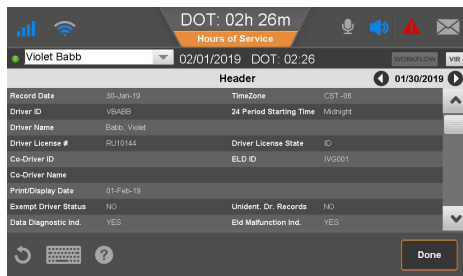 DOT: 02h 26m
Hours of Service
Violet Babb
02/01/2019 DOT: 02:26
WORKFLOW
VIR
Header
01/30/2019
Record Date 30-Jan-19 TimeZone CST -06
Driver ID VBABB 24 Period Starting Time Midnight
Driver Name Babb, Violet
Driver License # RU10144 Driver License State ID
Co-Driver ID ELD ID IVG001
Co-Driver Name
Print/Display Date 01-Feb-19
Exempt Driver Status NO Unident. Dr. Records NO
Data Diagnostic Ind. YES Eld Malfunction Ind. YES
Done